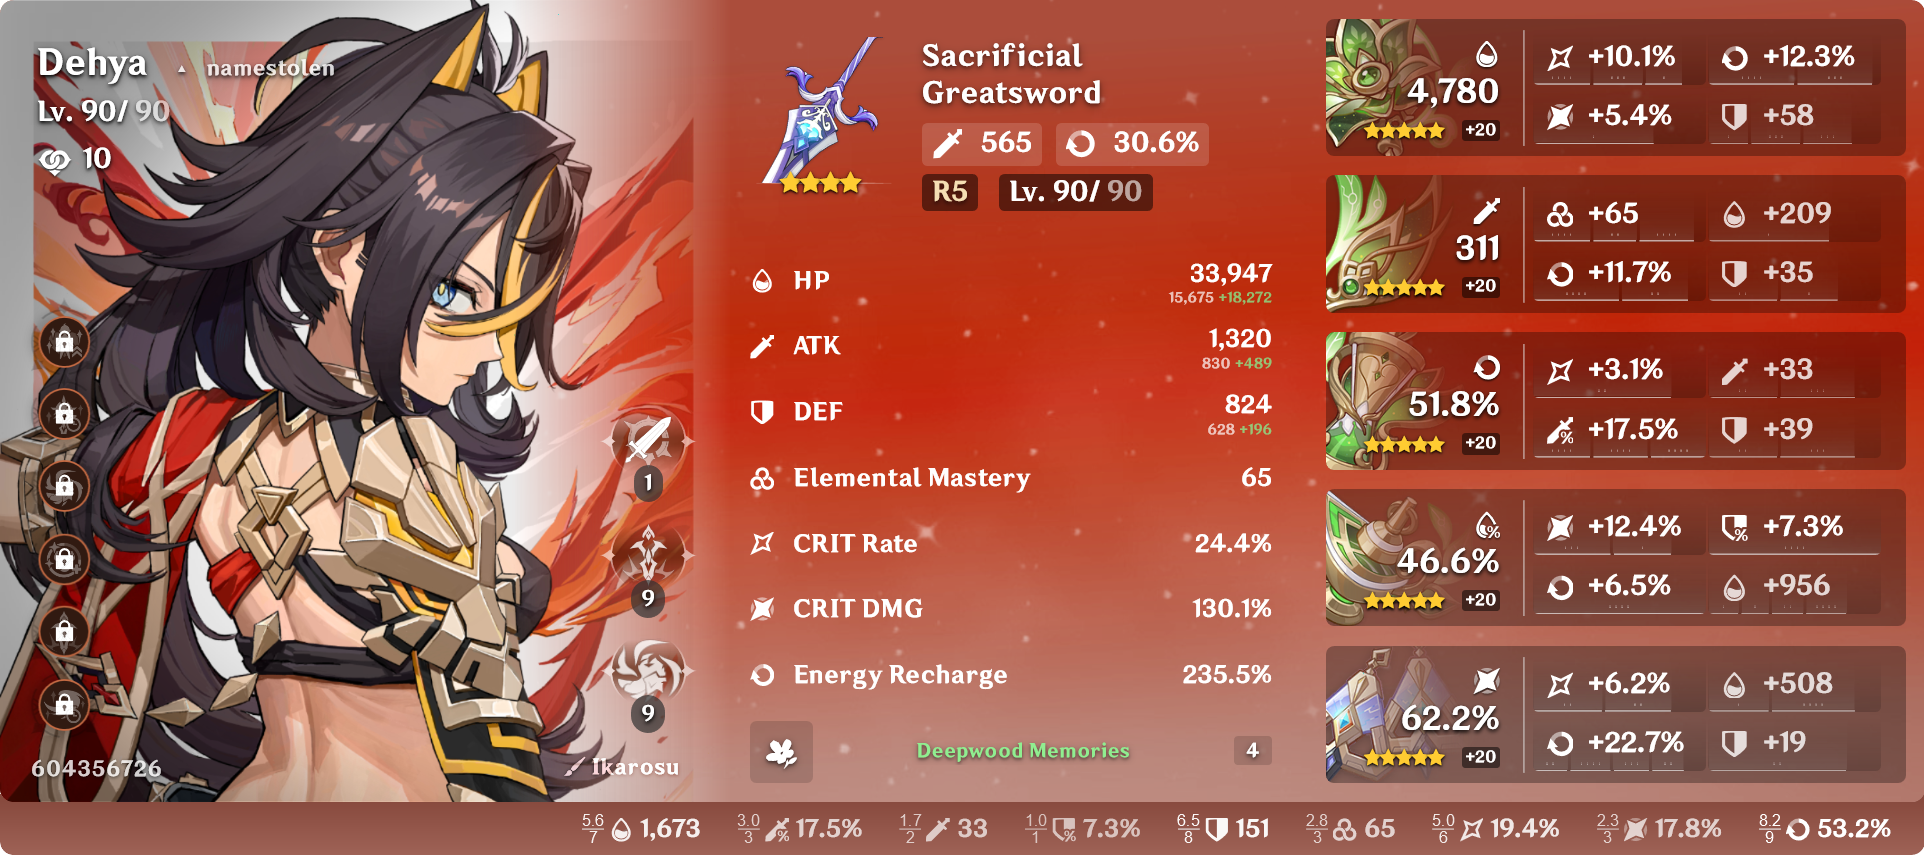 Dehya ▲ namestolen
Lv. 90/ 90
10
1
9
9
604356726
Ikarosu
Sacrificial
Greatsword
565 30.6%
R5 Lv. 90/ 90
HP 33,947
15,675 +18,272
ATK 1,320
830 +489
DEF 824
628 +196
Elemental Mastery 65
CRIT Rate 24.4%
CRIT DMG 130.1%
Energy Recharge 235.5%
Deepwood Memories 4
4,780
+20
+10.1% +12.3%
+5.4% +58
311
+20
+65 +209
+11.7% +35
51.8%
+20
+3.1% +33
+17.5% +39
46.6%
+20
+12.4% +7.3%
+6.5% +956
62.2%
+20
+6.2% +508
+22.7% +19
5.6/7 1,673 3.0/3 17.5% 1.7/2 33 1.0/1 7.3% 6.5/8 151 2.8/3 65 5.0/6 19.4% 2.3/3 17.8% 8.2/9 53.2%